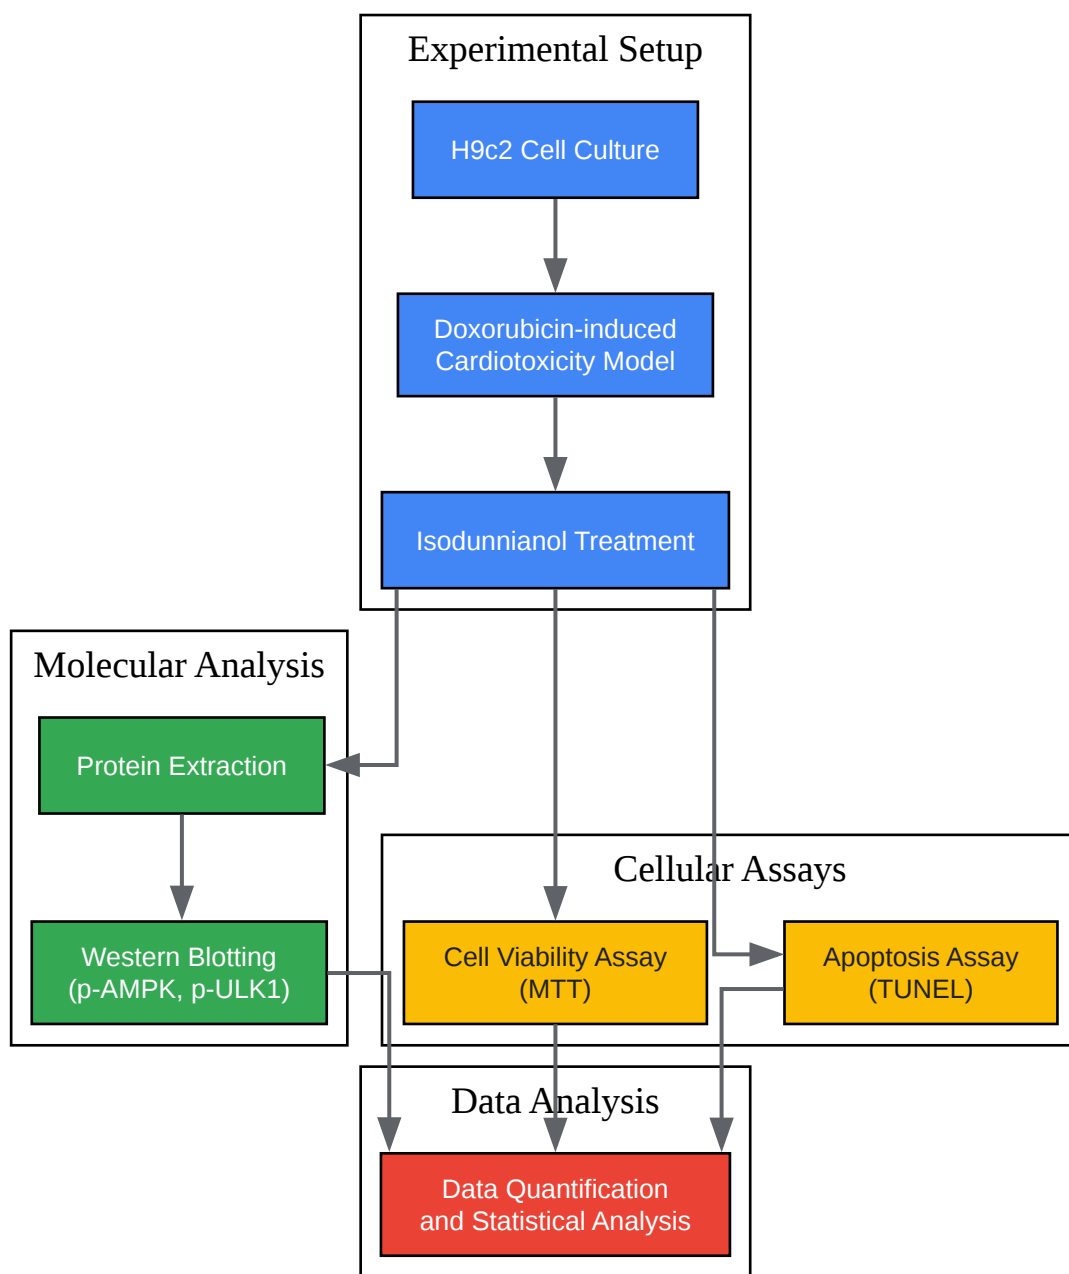 Experimental Setup
H9c2 Cell Culture
Doxorubicin-induced
Cardiotoxicity Model
Isodunnianol Treatment
Molecular Analysis
Protein Extraction
Western Blotting
(p-AMPK, p-ULK1)
Cellular Assays
Cell Viability Assay
(MTT)
Apoptosis Assay
(TUNEL)
Data Analysis
Data Quantification
and Statistical Analysis